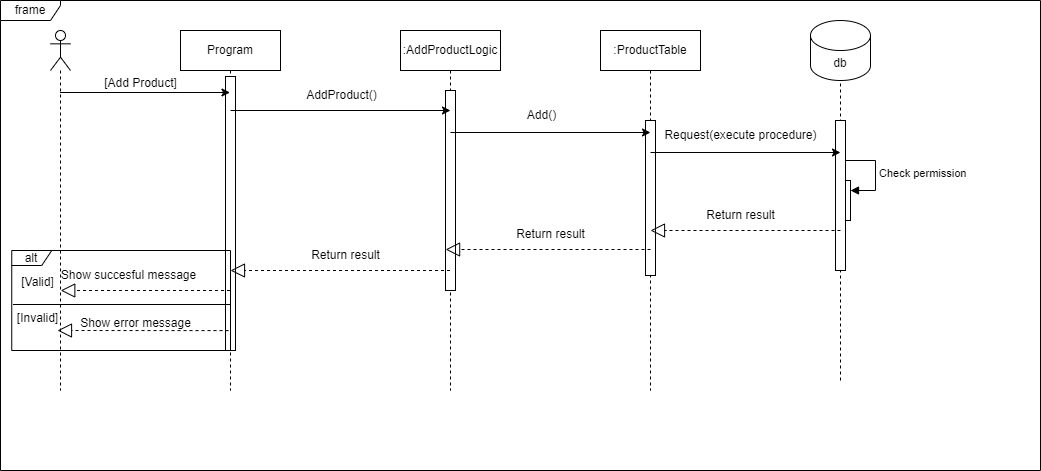 frame
Program
:AddProductLogic
:ProductTable
db
[Add Product]
AddProduct()
Add()
Request(execute procedure)
Check permission
Return result
Return result
Return result
alt
[Valid]
Show succesful message
[Invalid]
Show error message